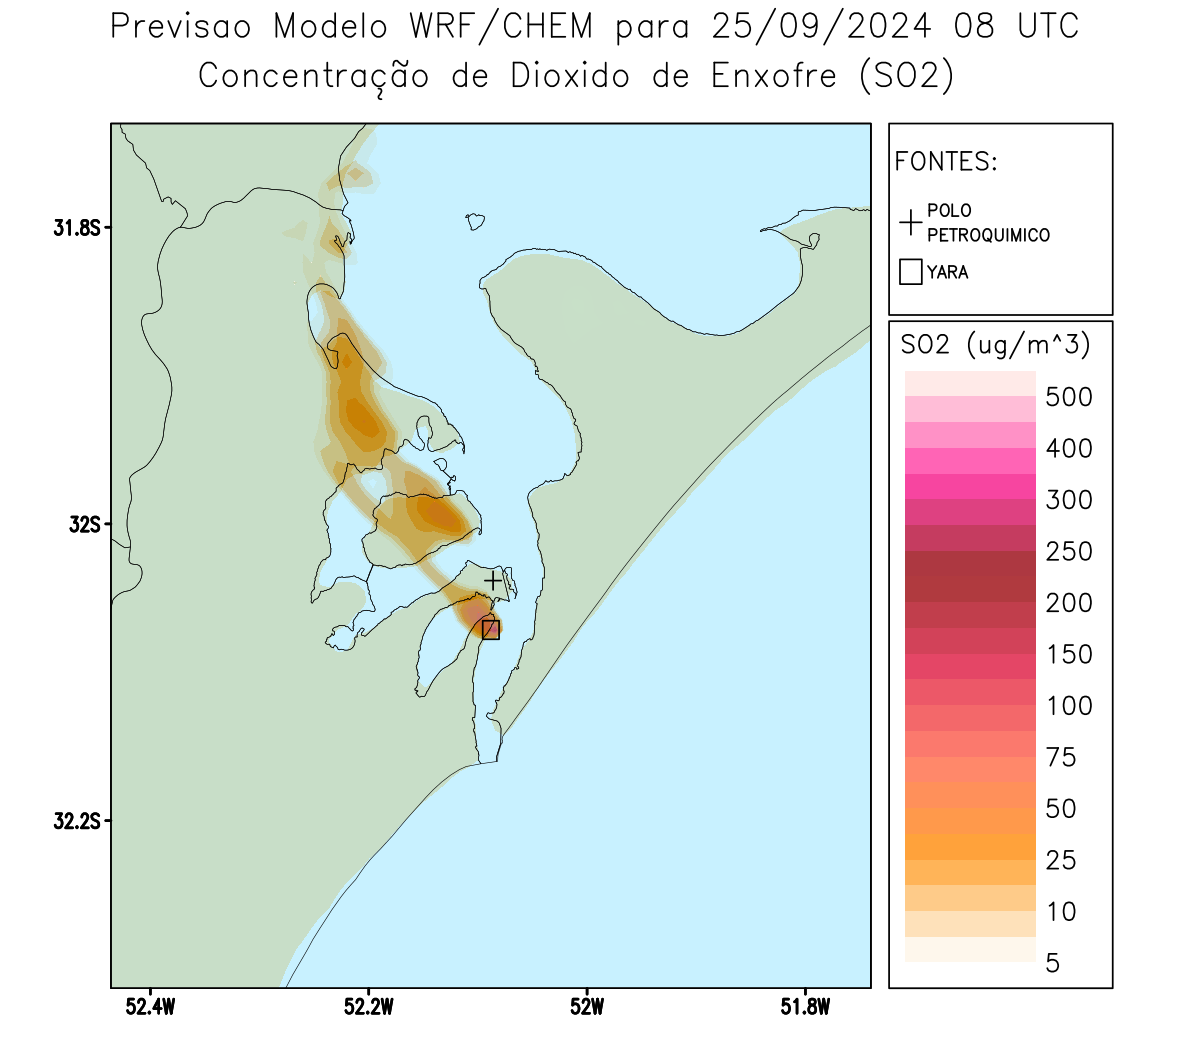 Previsao Modelo WRF/CHEM para 25/09/2024 08 UTC
Concentração de Dioxido de Enxofre (SO2)
FONTES:
POLO
PETROQUIMICO
YARA
31.8S
32S
32.2S
52.4W
52.2W
52W
51.8W
SO2 (ug/m^3)
500
400
300
250
200
150
100
75
50
25
10
5